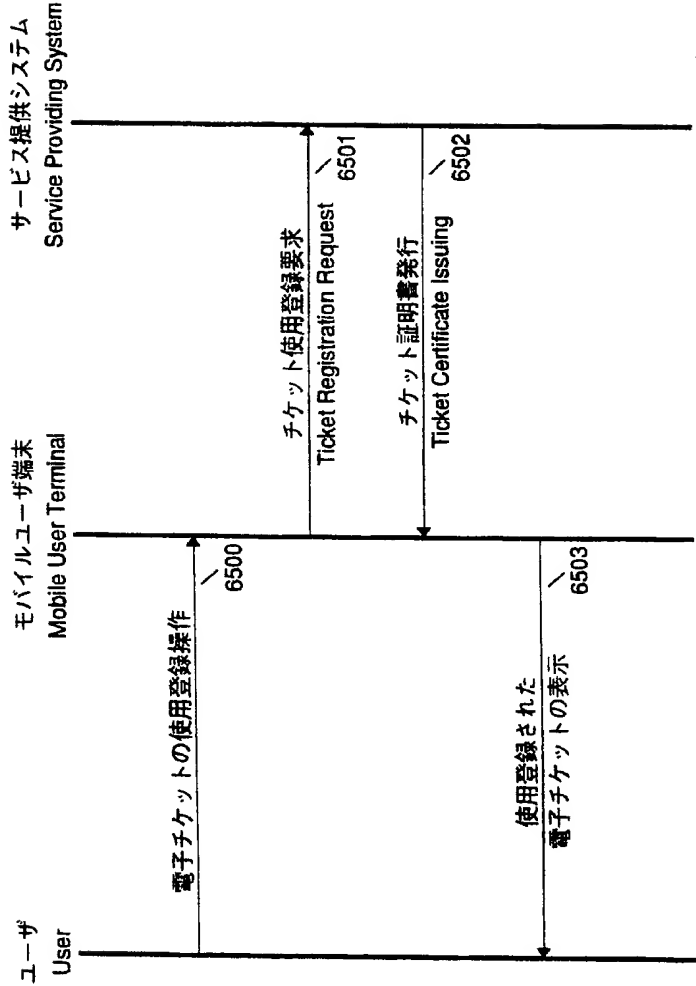 ユーザ
User
モバイルユーザ端末
Mobile User Terminal
サービス提供システム
Service Providing System
電子チケットの使用登録操作
6500
チケット使用登録要求
Ticket Registration Request
6501
チケット証明書発行
Ticket Certificate Issuing
6502
使用登録された
電子チケットの表示
6503